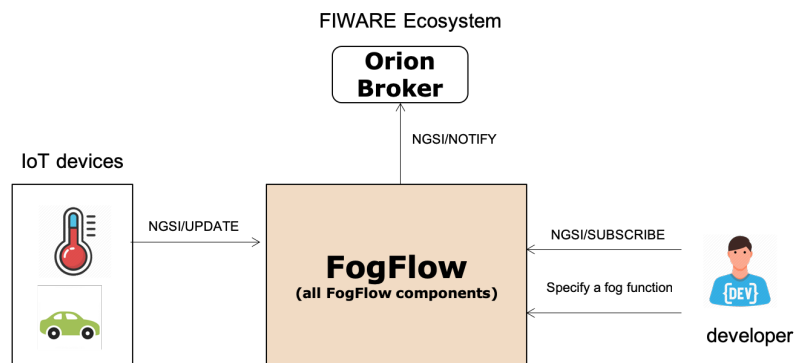 FIWARE Ecosystem
Orion
Broker
NGSI/NOTIFY
IoT devices
NGSI/UPDATE
FogFlow
(all FogFlow components)
NGSI/SUBSCRIBE
Specify a fog function
{DEV}
developer